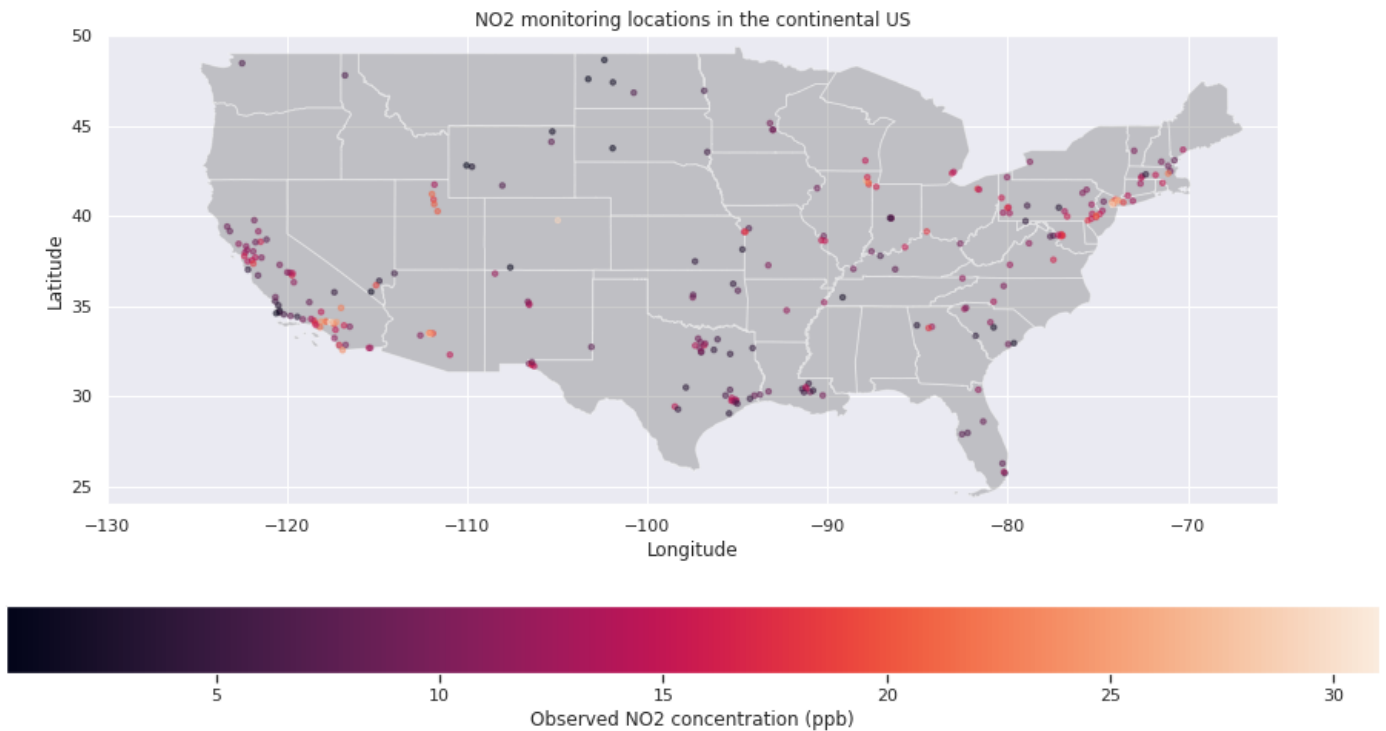 NO2 monitoring locations in the continental US
50
45
40
35
30
25
Latitude
−130 −120 −110 −100 −90 −80 −70
Longitude
5 10 15 20 25 30
Observed NO2 concentration (ppb)